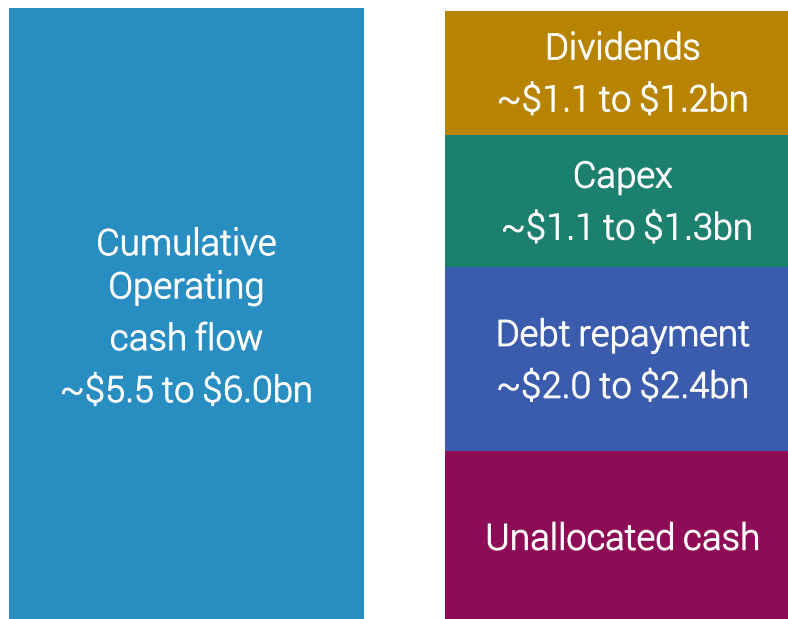 Cumulative
Operating
cash flow
~$5.5 to $6.0bn
Dividends
~$1.1 to $1.2bn
Capex
~$1.1 to $1.3bn
Debt repayment
~$2.0 to $2.4bn
Unallocated cash